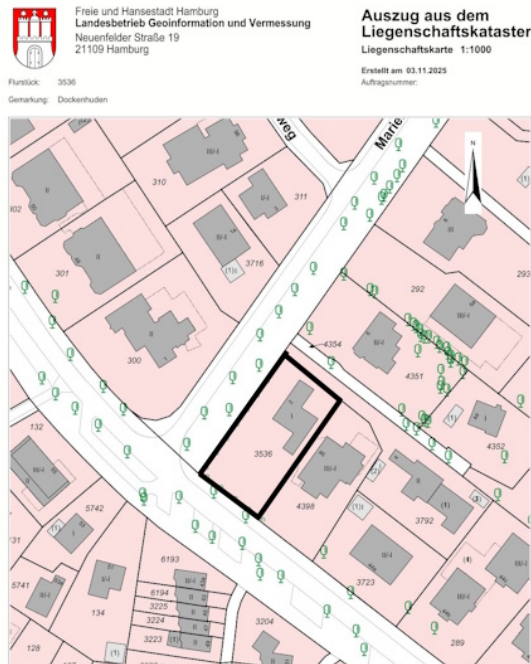 Freie und Hansestadt Hamburg
Landesbetrieb Geoinformation und Vermessung
Neuenfelder Straße 19
21109 Hamburg
Auszug aus dem
Liegenschaftskataster
Liegenschaftskarte 1:1000
Erstellt am 03.11.2025
Auftragsnummer:
Flurstück: 3536
Gemarkung: Dockenhuden
weg
Marie
N
310
311
3716
301
300
292
293
4354
4351
4352
3536
4398
3792
3723
289
132
5742
5741
134
128
6193
6194
3225
3224
3223
3204